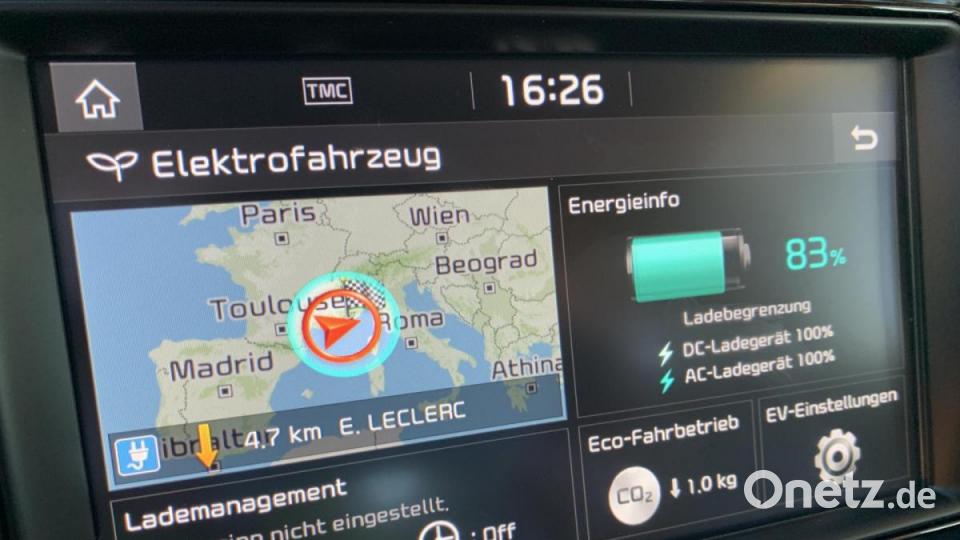 TMC
16:26
Elektrofahrzeug
Paris
Wien
Beograd
Toulouse
Roma
Madrid
Athina
ibraltar
4.7 km E. LECLERC
Energieinfo
83%
Ladebegrenzung
DC-Ladegerät 100%
AC-Ladegerät 100%
Lademanagement
nicht eingestellt.
: Off
Eco-Fahrbetrieb
CO2 1.0 kg
EV-Einstellungen
Onetz.de